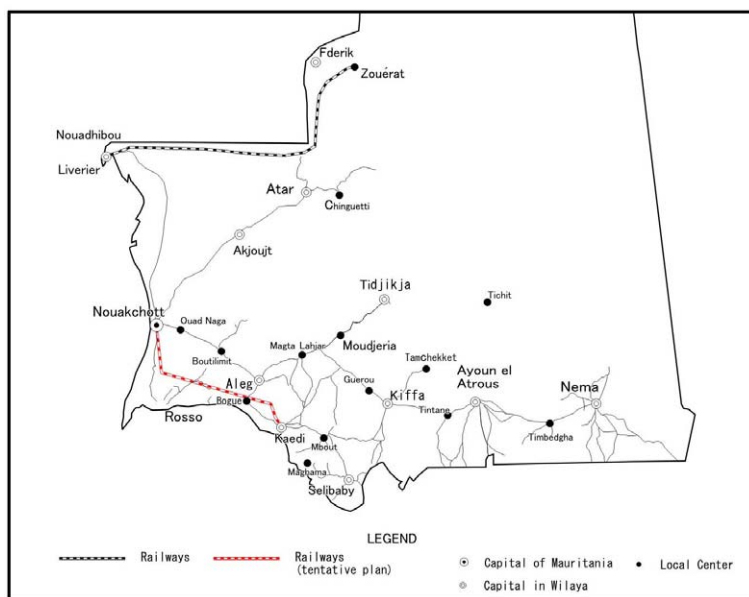 Fderik
Zouérat
Nouadhibou
Liverier
Atar
Chinguetti
Akjoujt
Tidjikja
Tichit
Nouakchott
Ouad Naga
Magta Lahjar
Moudjeria
Boutilimit
Tamchekket
Aleg
Guerou
Kiffa
Ayoun el
Atrous
Nema
Rosso
Bogue
Tintane
Timbedgha
Kaedi
Mbout
Maghama
Selibaby
LEGEND
Railways
Railways
(tentative plan)
Capital of Mauritania
Local Center
Capital in Wilaya